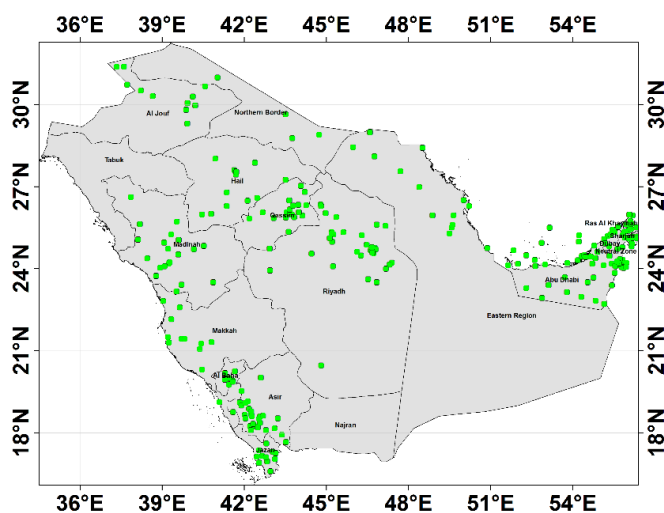 36°E 39°E 42°E 45°E 48°E 51°E 54°E
30°N
30°N
Al Jouf
Northern Border
Tabuk
27°N
27°N
Hail
Qassim
Ras Al Khaymah
Sharjah
Dubay
Neutral Zone
Madinah
24°N
24°N
Abu Dhabi
Riyadh
Eastern Region
Makkah
21°N
21°N
Al Baha
Asir
18°N
18°N
Najran
Jazan
36°E 39°E 42°E 45°E 48°E 51°E 54°E